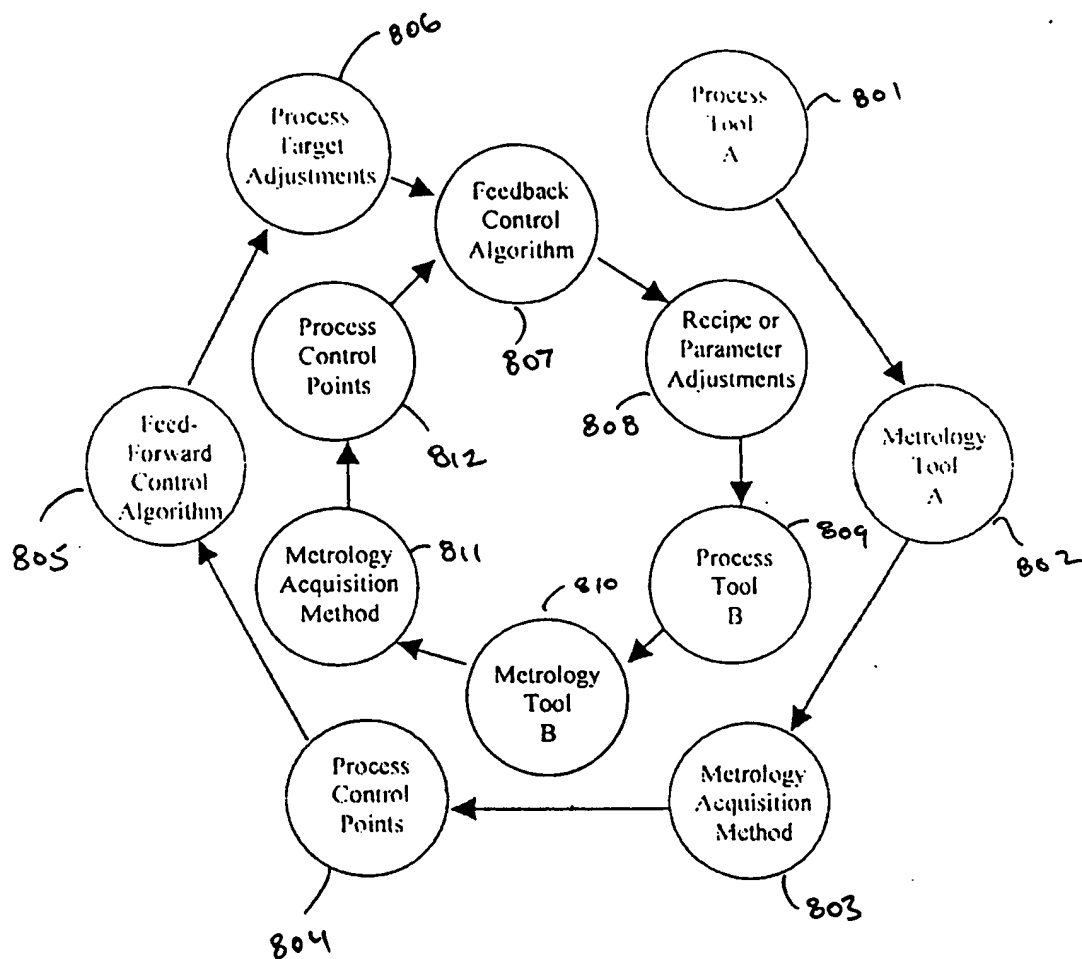 806
Process
Target
Adjustments
Process
Tool
A
801
Feedback
Control
Algorithm
807
Process
Control
Points
812
Recipe or
Parameter
Adjustments
808
Feed-
Forward
Control
Algorithm
805
Metrology
Tool
A
802
Metrology
Acquisition
Method
811
Process
Tool
B
809
810
Metrology
Tool
B
Process
Control
Points
804
Metrology
Acquisition
Method
803